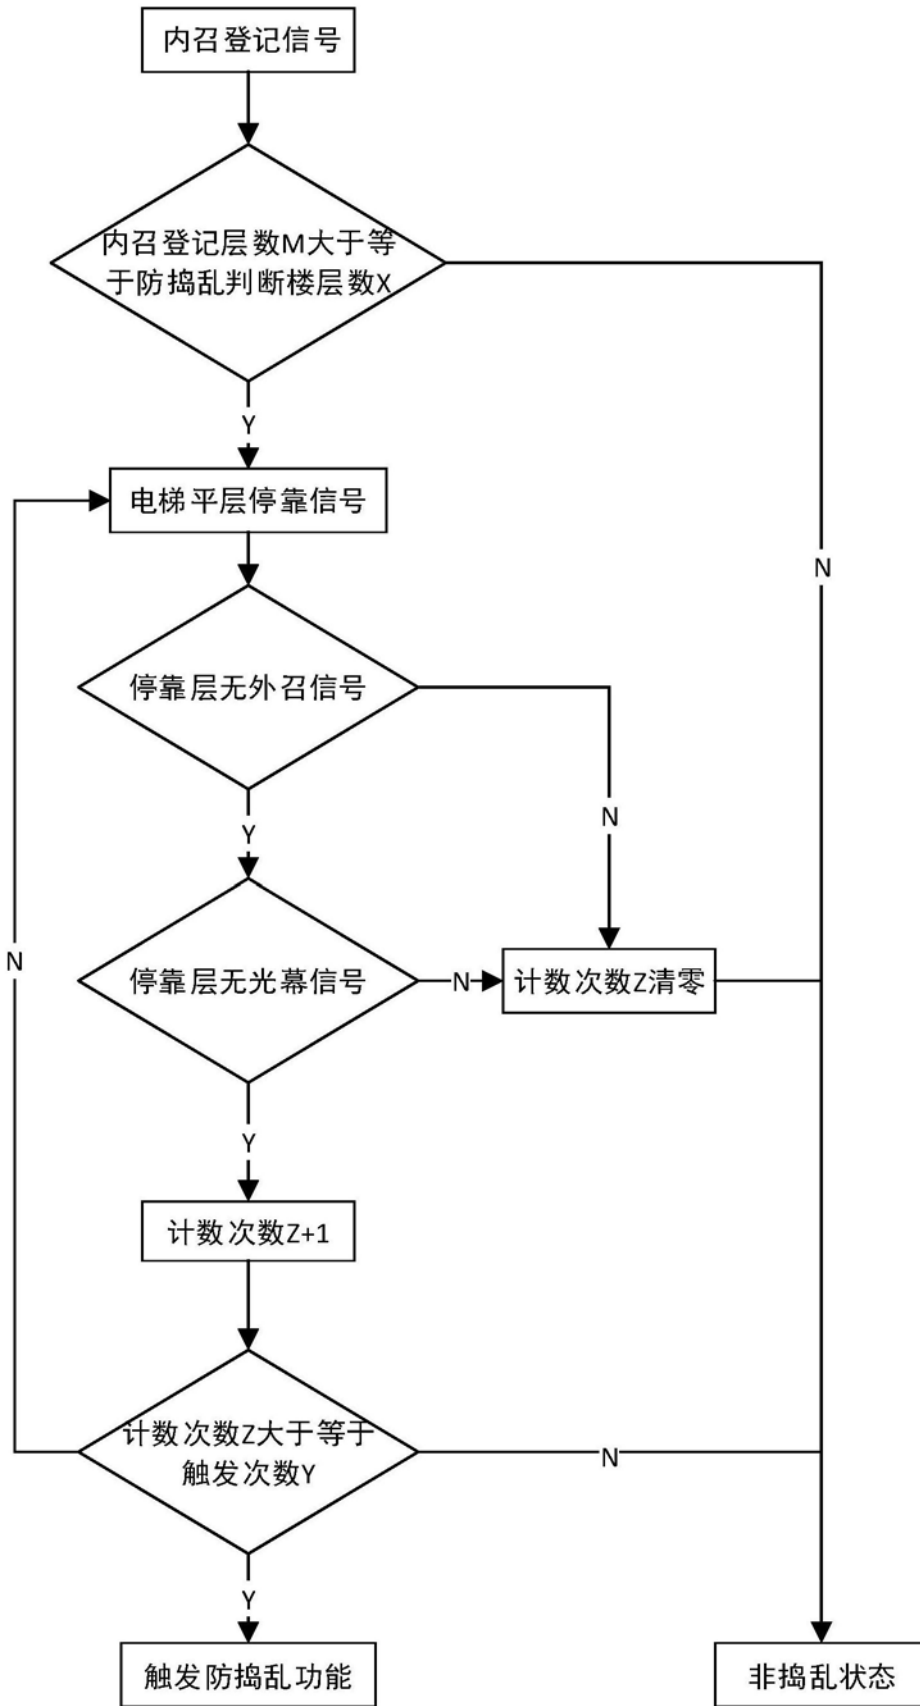 内召登记信号
内召登记层数M大于等
于防捣乱判断楼层数X
Y
电梯平层停靠信号
N
停靠层无外召信号
N
Y
N
停靠层无光幕信号
N
计数次数Z清零
Y
计数次数Z+1
计数次数Z大于等于
触发次数Y
N
Y
触发防捣乱功能
非捣乱状态